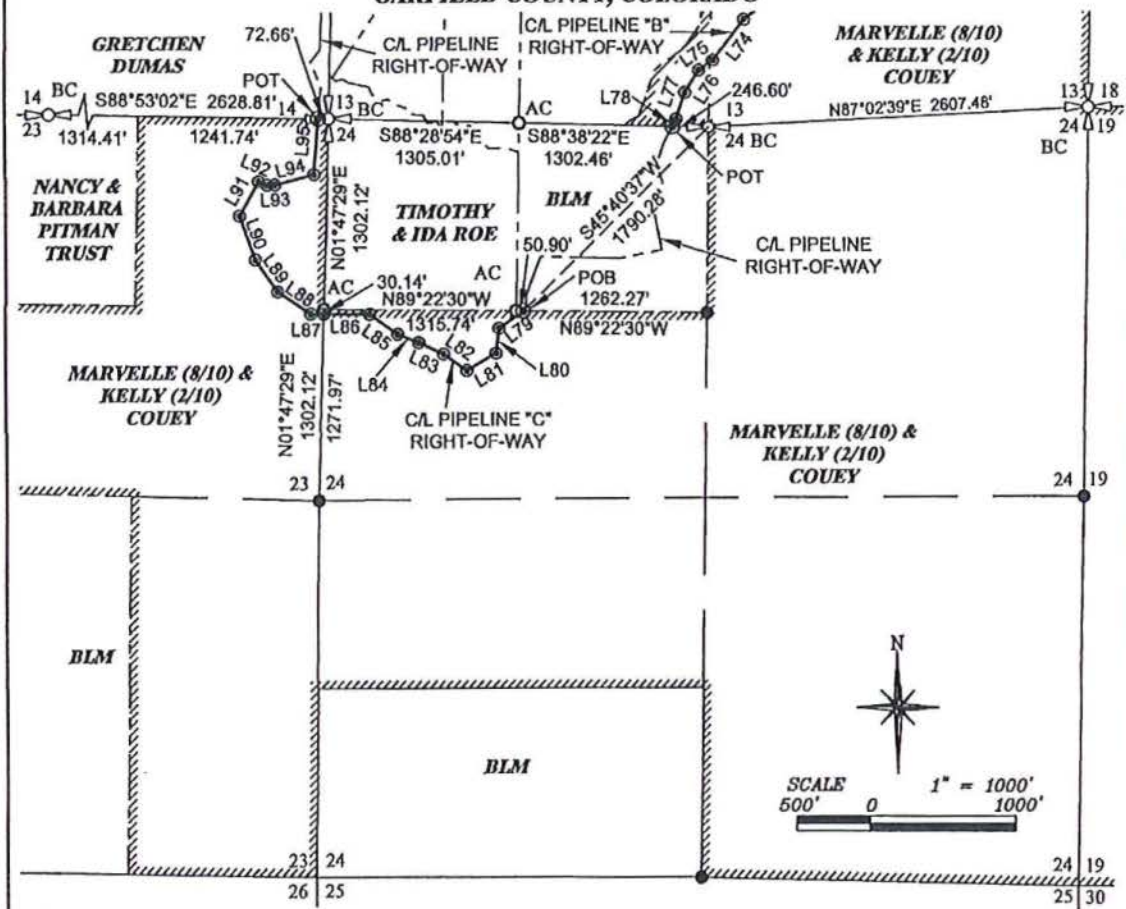 GARFIELD COUNTY, COLORADO
GRETCHEN
DUMAS
72.66'
POT
C/L PIPELINE
RIGHT-OF-WAY
C/L PIPELINE "B"
RIGHT-OF-WAY
L74
L75
L76
L77
L78
MARVELLE (8/10)
& KELLY (2/10)
COUEY
246.60'
14
23
BC
S88°53'02"E 2628.81'
1314.41'
1241.74'
14
13
24
BC
S88°28'54"E
1305.01'
AC
S88°38'22"E
1302.46'
13
24 BC
N87°02'39"E 2607.48'
13
18
24
19
BC
POT
L95
L94
L93
L92
L91
L90
L89
L88
L87
NANCY &
BARBARA
PITMAN
TRUST
N01°47'29"E
1302.12'
TIMOTHY
& IDA ROE
BLM
S45°40'37"W
1790.28'
C/L PIPELINE
RIGHT-OF-WAY
AC
30.14'
N89°22'30"W
1315.74'
AC
50.90'
POB
1262.27'
N89°22'30"W
L86
L85
L84
L83
L82
L81
L80
L79
C/L PIPELINE "C"
RIGHT-OF-WAY
MARVELLE (8/10) &
KELLY (2/10)
COUEY
N01°47'29"E
1302.12'
1271.97'
MARVELLE (8/10) &
KELLY (2/10)
COUEY
23
24
24
19
BLM
BLM
N
SCALE 1" = 1000'
500' 0 1000'
23
24
26
25
24
19
25
30